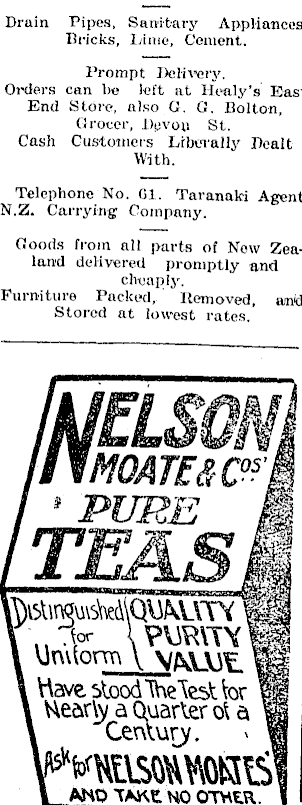 Drain Pipes, Sanitary Appliances
Bricks, Lime, Cement.
Prompt Delivery.
Orders can be left at Healy's Eas
End Store, also G. G. Bolton,
Grocer, Devon St.
Cash Customers Liberally Dealt
With.
Telephone No. 61. Taranaki Agent
N.Z. Carrying Company.
Goods from all parts of New Zea-
land delivered promptly and
cheaply.
Furniture Packed, Removed, and
Stored at lowest rates.
NELSON
MOATE & Cos'
PURE
TEAS
Distinguished QUALITY
for PURITY
Uniform VALUE
Have stood The Test for
Nearly a Quarter of a
Century.
Ask for NELSON MOATES'
AND TAKE NO OTHER.